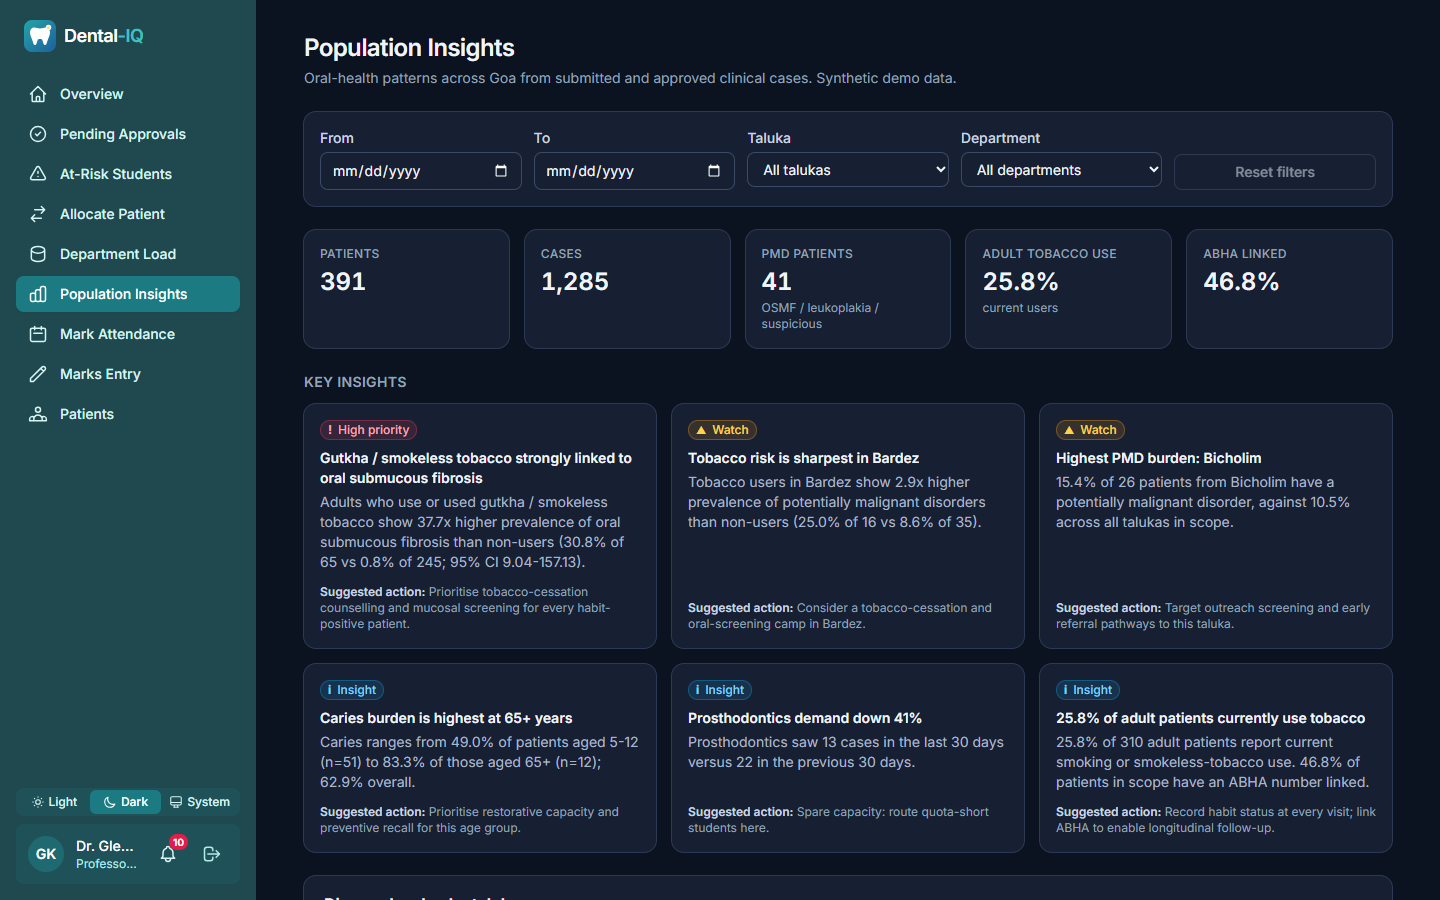 Dental-IQ
Overview
Pending Approvals
At-Risk Students
Allocate Patient
Department Load
Population Insights
Mark Attendance
Marks Entry
Patients
Light
Dark
System
GK
Dr. Gle...
Professo...
10
Population Insights
Oral-health patterns across Goa from submitted and approved clinical cases. Synthetic demo data.
From
mm/dd/yyyy
To
mm/dd/yyyy
Taluka
All talukas
Department
All departments
Reset filters
PATIENTS
391
CASES
1,285
PMD PATIENTS
41
OSMF / leukoplakia /
suspicious
ADULT TOBACCO USE
25.8%
current users
ABHA LINKED
46.8%
KEY INSIGHTS
! High priority
Gutkha / smokeless tobacco strongly linked to
oral submucous fibrosis
Adults who use or used gutkha / smokeless
tobacco show 37.7x higher prevalence of oral
submucous fibrosis than non-users (30.8% of
65 vs 0.8% of 245; 95% CI 9.04-157.13).
Suggested action: Prioritise tobacco-cessation
counselling and mucosal screening for every habit-
positive patient.
▲ Watch
Tobacco risk is sharpest in Bardez
Tobacco users in Bardez show 2.9x higher
prevalence of potentially malignant disorders
than non-users (25.0% of 16 vs 8.6% of 35).
Suggested action: Consider a tobacco-cessation and
oral-screening camp in Bardez.
▲ Watch
Highest PMD burden: Bicholim
15.4% of 26 patients from Bicholim have a
potentially malignant disorder, against 10.5%
across all talukas in scope.
Suggested action: Target outreach screening and early
referral pathways to this taluka.
i Insight
Caries burden is highest at 65+ years
Caries ranges from 49.0% of patients aged 5-12
(n=51) to 83.3% of those aged 65+ (n=12);
62.9% overall.
Suggested action: Prioritise restorative capacity and
preventive recall for this age group.
i Insight
Prosthodontics demand down 41%
Prosthodontics saw 13 cases in the last 30 days
versus 22 in the previous 30 days.
Suggested action: Spare capacity: route quota-short
students here.
i Insight
25.8% of adult patients currently use tobacco
25.8% of 310 adult patients report current
smoking or smokeless-tobacco use. 46.8% of
patients in scope have an ABHA number linked.
Suggested action: Record habit status at every visit; link
ABHA to enable longitudinal follow-up.